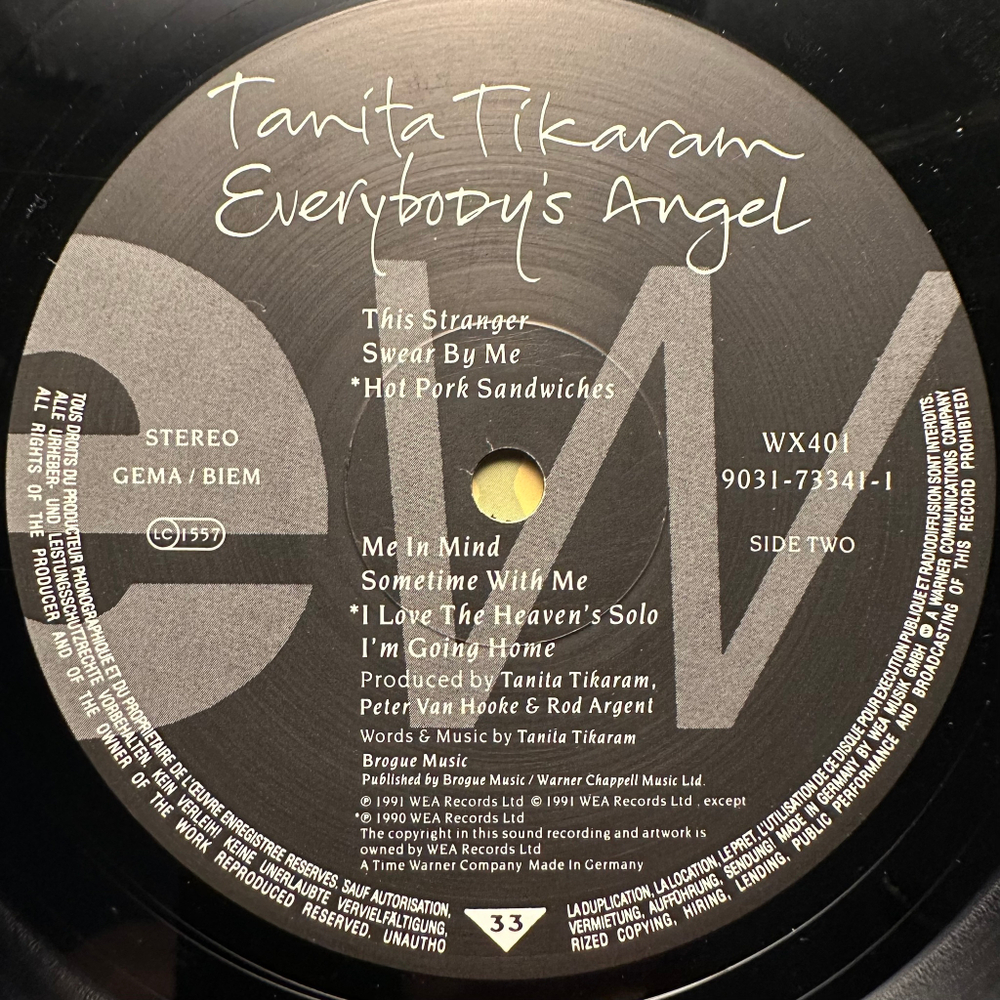 Tanita Tikaram
Everybody's Angel
This Stranger
Swear By Me
*Hot Pork Sandwiches
STEREO
GEMA / BIEM
LC 1557
WX401
9031-73341-1
SIDE TWO
Me In Mind
Sometime With Me
*I Love The Heaven's Solo
I'm Going Home
Produced by Tanita Tikaram,
Peter Van Hooke & Rod Argent
Words & Music by Tanita Tikaram
Brogue Music
Published by Brogue Music / Warner Chappell Music Ltd.
℗ 1991 WEA Records Ltd © 1991 WEA Records Ltd . except
*℗ 1990 WEA Records Ltd
The copyright in this sound recording and artwork is
owned by WEA Records Ltd
A Time Warner Company Made In Germany
33
TOUS DROITS DU PRODUCTEUR PHONOGRAPHIQUE ET DU PROPRIETAIRE DE L'ŒUVRE ENREGISTREE RESERVES. SAUF AUTORISATION,
LA DUPLICATION, LA LOCATION, LE PRET, L'UTILISATION DE CE DISQUE POUR EXECUTION PUBLIQUE ET RADIODIFFUSION SONT INTERDITS.
ALLE URHEBER- UND LEISTUNGSSCHUTZRECHTE VORBEHALTEN KEIN VERLEIH! KEINE UNERLAUBTE VERVIELFÄLTIGUNG,
VERMIETUNG, AUFFÜHRUNG, SENDUNG! MADE IN GERMANY BY WEA MUSIK GMBH A WARNER COMMUNICATIONS COMPANY
ALL RIGHTS OF THE PRODUCER AND OF THE OWNER OF THE WORK REPRODUCED RESERVED. UNAUTHO
RIZED COPYING, HIRING, LENDING, PUBLIC PERFORMANCE AND BROADCASTING OF THIS RECORD PROHIBITED!
ew